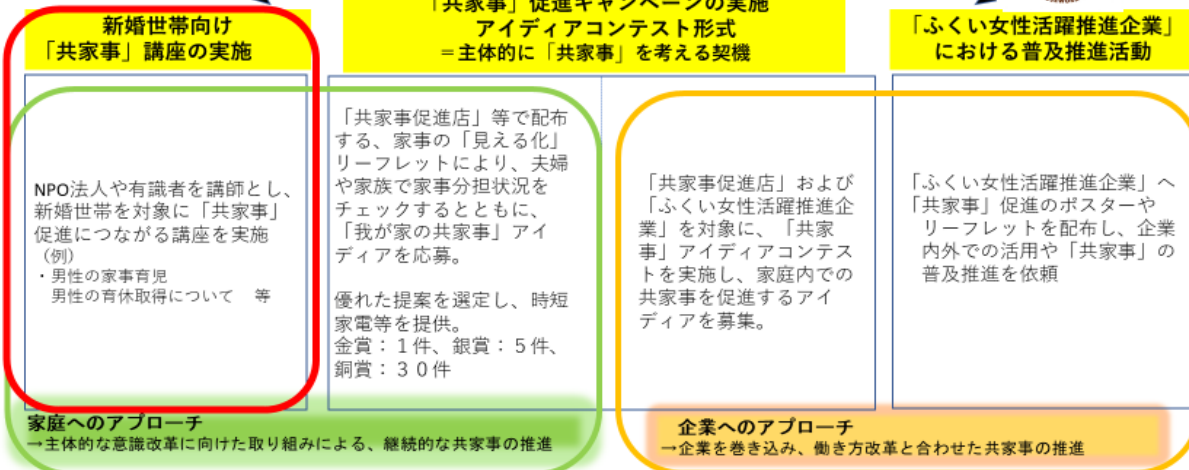 新婚世帯向け
「共家事」講座の実施
「共家事」促進キャンペーンの実施
アイディアコンテスト形式
＝主体的に「共家事」を考える契機
「ふくい女性活躍推進企業」
における普及推進活動
NPO法人や有識者を講師とし、
新婚世帯を対象に「共家事」
促進につながる講座を実施
（例）
・男性の家事育児
男性の育休取得について　等
「共家事促進店」等で配布
する、家事の「見える化」
リーフレットにより、夫婦
や家族で家事分担状況を
チェックするとともに、
「我が家の共家事」アイ
ディアを応募。
優れた提案を選定し、時短
家電等を提供。
金賞：１件、銀賞：５件、
銅賞：３０件
「共家事促進店」および
「ふくい女性活躍推進企
業」を対象に、「共家
事」アイディアコンテス
トを実施し、家庭内での
共家事を促進するアイ
ディアを募集。
「ふくい女性活躍推進企業」へ
「共家事」促進のポスターや
リーフレットを配布し、企業
内外での活用や「共家事」の
普及推進を依頼
家庭へのアプローチ
→主体的な意識改革に向けた取り組みによる、継続的な共家事の推進
企業へのアプローチ
→企業を巻き込み、働き方改革と合わせた共家事の推進